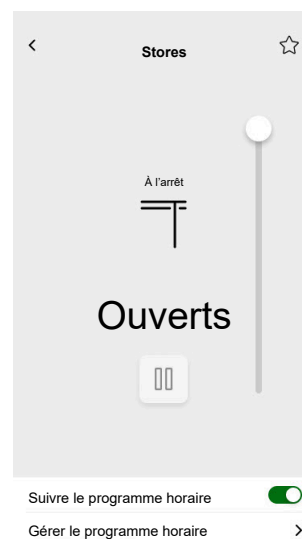 Stores
À l'arrêt
Ouverts
Suivre le programme horaire
Gérer le programme horaire